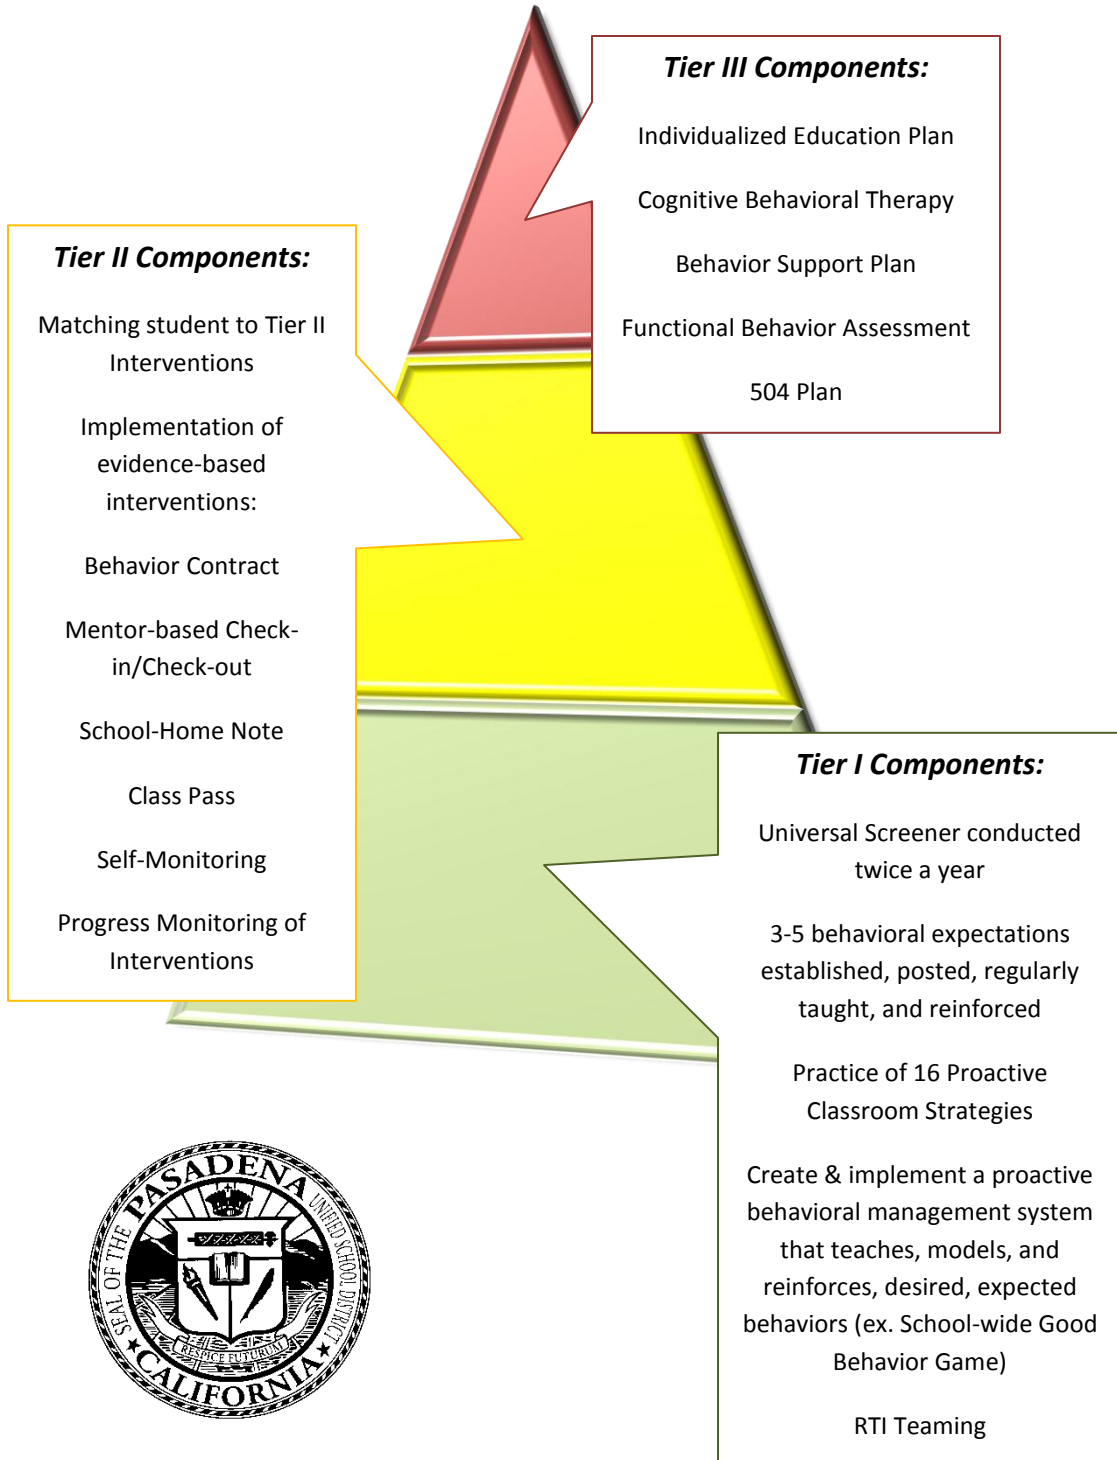 Tier III Components:
Individualized Education Plan
Cognitive Behavioral Therapy
Behavior Support Plan
Functional Behavior Assessment
504 Plan
Tier II Components:
Matching student to Tier II
Interventions
Implementation of
evidence-based
interventions:
Behavior Contract
Mentor-based Check-
in/Check-out
School-Home Note
Class Pass
Self-Monitoring
Progress Monitoring of
Interventions
Tier I Components:
Universal Screener conducted
twice a year
3-5 behavioral expectations
established, posted, regularly
taught, and reinforced
Practice of 16 Proactive
Classroom Strategies
Create & implement a proactive
behavioral management system
that teaches, models, and
reinforces, desired, expected
behaviors (ex. School-wide Good
Behavior Game)
RTI Teaming
SEAL OF THE PASADENA UNIFIED SCHOOL DISTRICT
RESPICE FUTURUM
CALIFORNIA